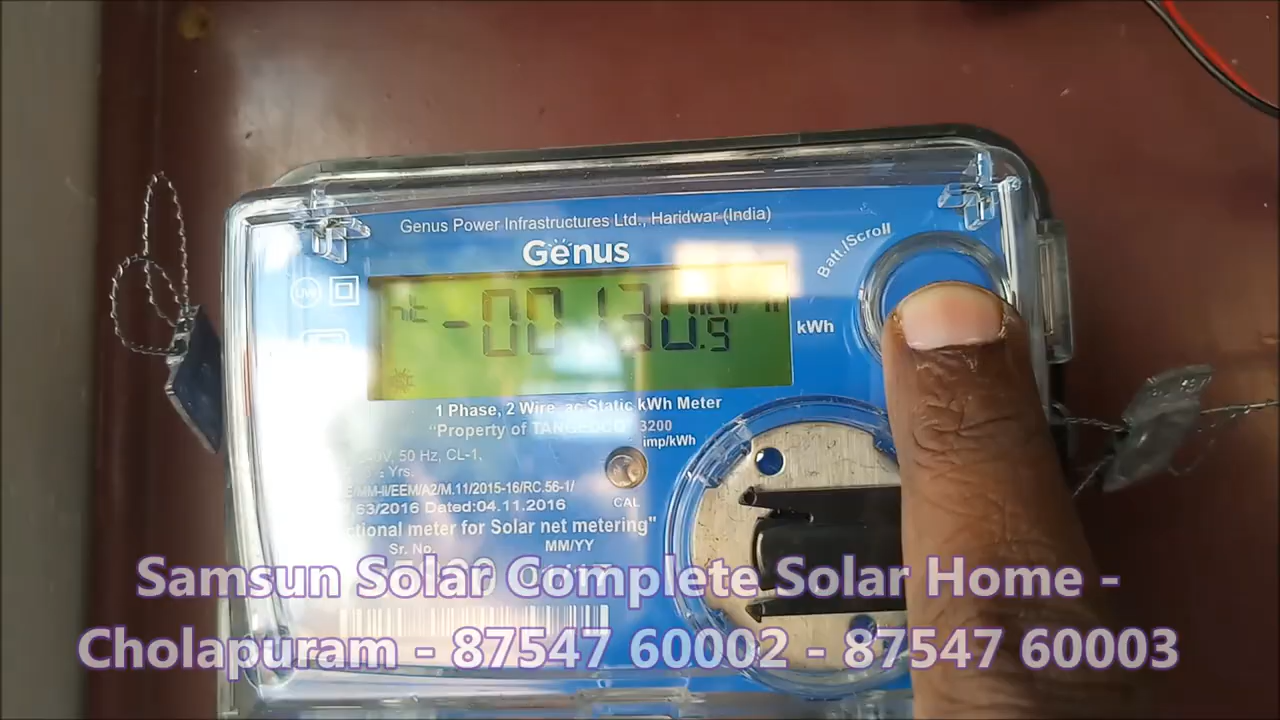 Genus Power Infrastructures Ltd., Haridwar (India)
Genus
Batt./Scroll
UW
-00130.9
kWh
1 Phase, 2 Wire ac Static kWh Meter
"Property of TANGEDCO" 3200
imp/kWh
V, 50 Hz, CL-1,
Yrs.
/MM-II/EEM/A2/M.11/2015-16/RC.56-1/
63/2016 Dated:04.11.2016
CAL
meter for Solar net metering"
Sr. No. MM/YY
Samsun Solar Complete Solar Home -
Cholapuram - 87547 60002 - 87547 60003